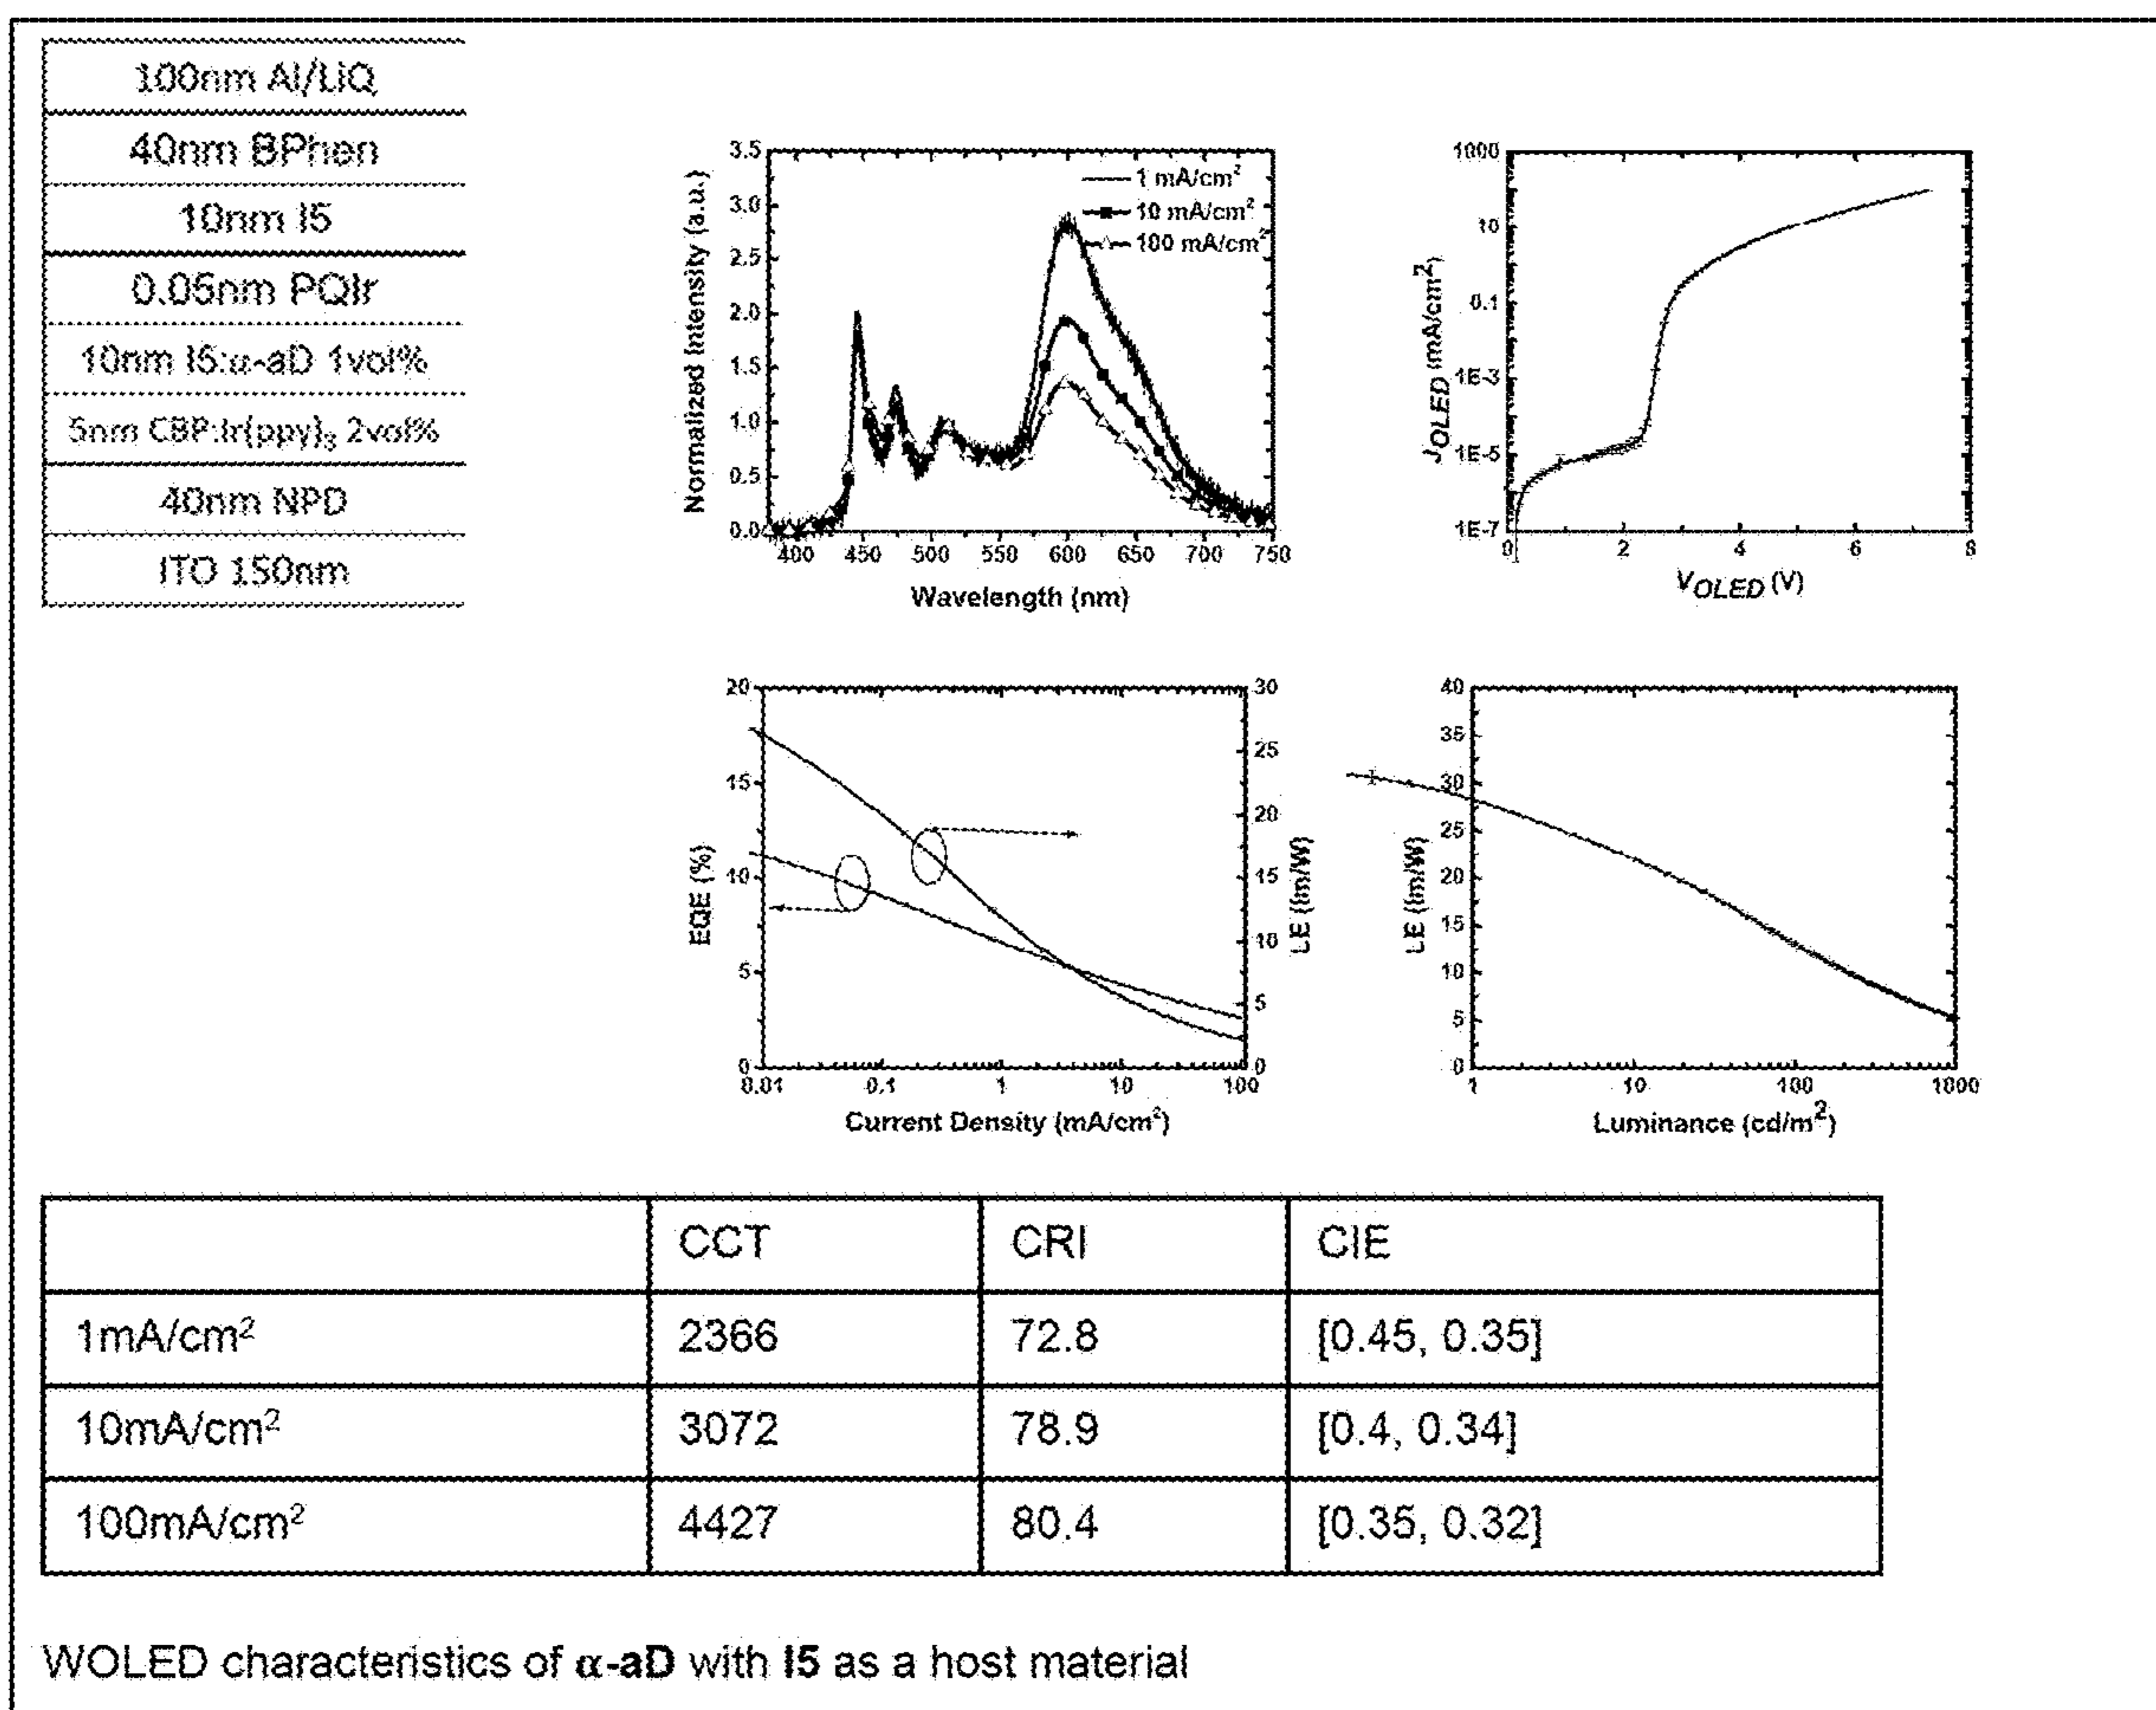 100nm Al/LiQ
40nm BPhen
10nm I5
0.05nm PQIr
10nm I5:α-aD 1vol%
5nm CBP:Ir(ppy)₃ 2vol%
40nm NPD
ITO 150nm
Normalized Intensity (a.u.)
3.5
3.0
2.5
2.0
1.5
1.0
0.5
0.0
1 mA/cm²
10 mA/cm²
100 mA/cm²
400 450 500 550 600 650 700 750
Wavelength (nm)
J_OLED (mA/cm²)
1000
10
0.1
1E-3
1E-5
1E-7
0 2 4 6 8
V_OLED (V)
EQE (%)
20
15
10
5
0
30
25
20
15
10
5
0
LE (lm/W)
0.01 0.1 1 10 100
Current Density (mA/cm²)
LE (lm/W)
40
35
30
25
20
15
10
5
0
1 10 100 1000
Luminance (cd/m²)
CCT CRI CIE
1mA/cm² 2366 72.8 [0.45, 0.35]
10mA/cm² 3072 78.9 [0.4, 0.34]
100mA/cm² 4427 80.4 [0.35, 0.32]
WOLED characteristics of α-aD with I5 as a host material